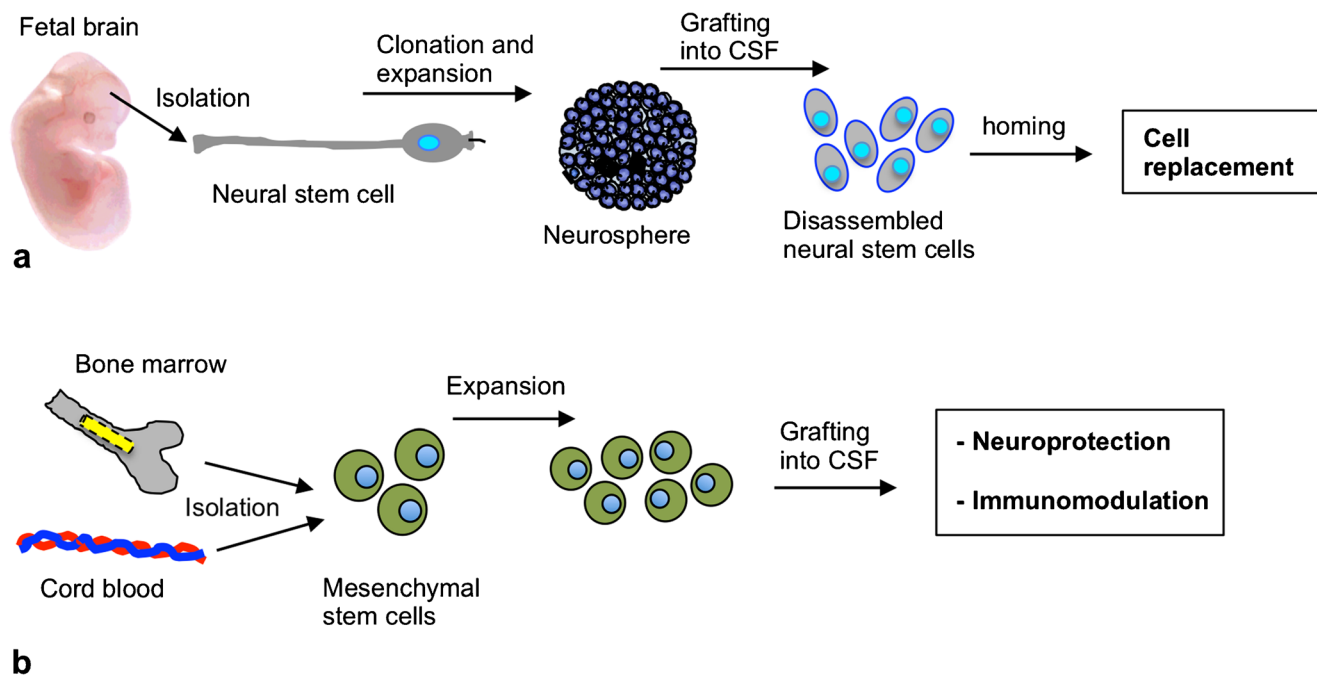 Fetal brain
Isolation
Neural stem cell
Clonation and
expansion
Neurosphere
Grafting
into CSF
Disassembled
neural stem cells
homing
Cell
replacement
a
Bone marrow
Isolation
Cord blood
Mesenchymal
stem cells
Expansion
Grafting
into CSF
- Neuroprotection
- Immunomodulation
b